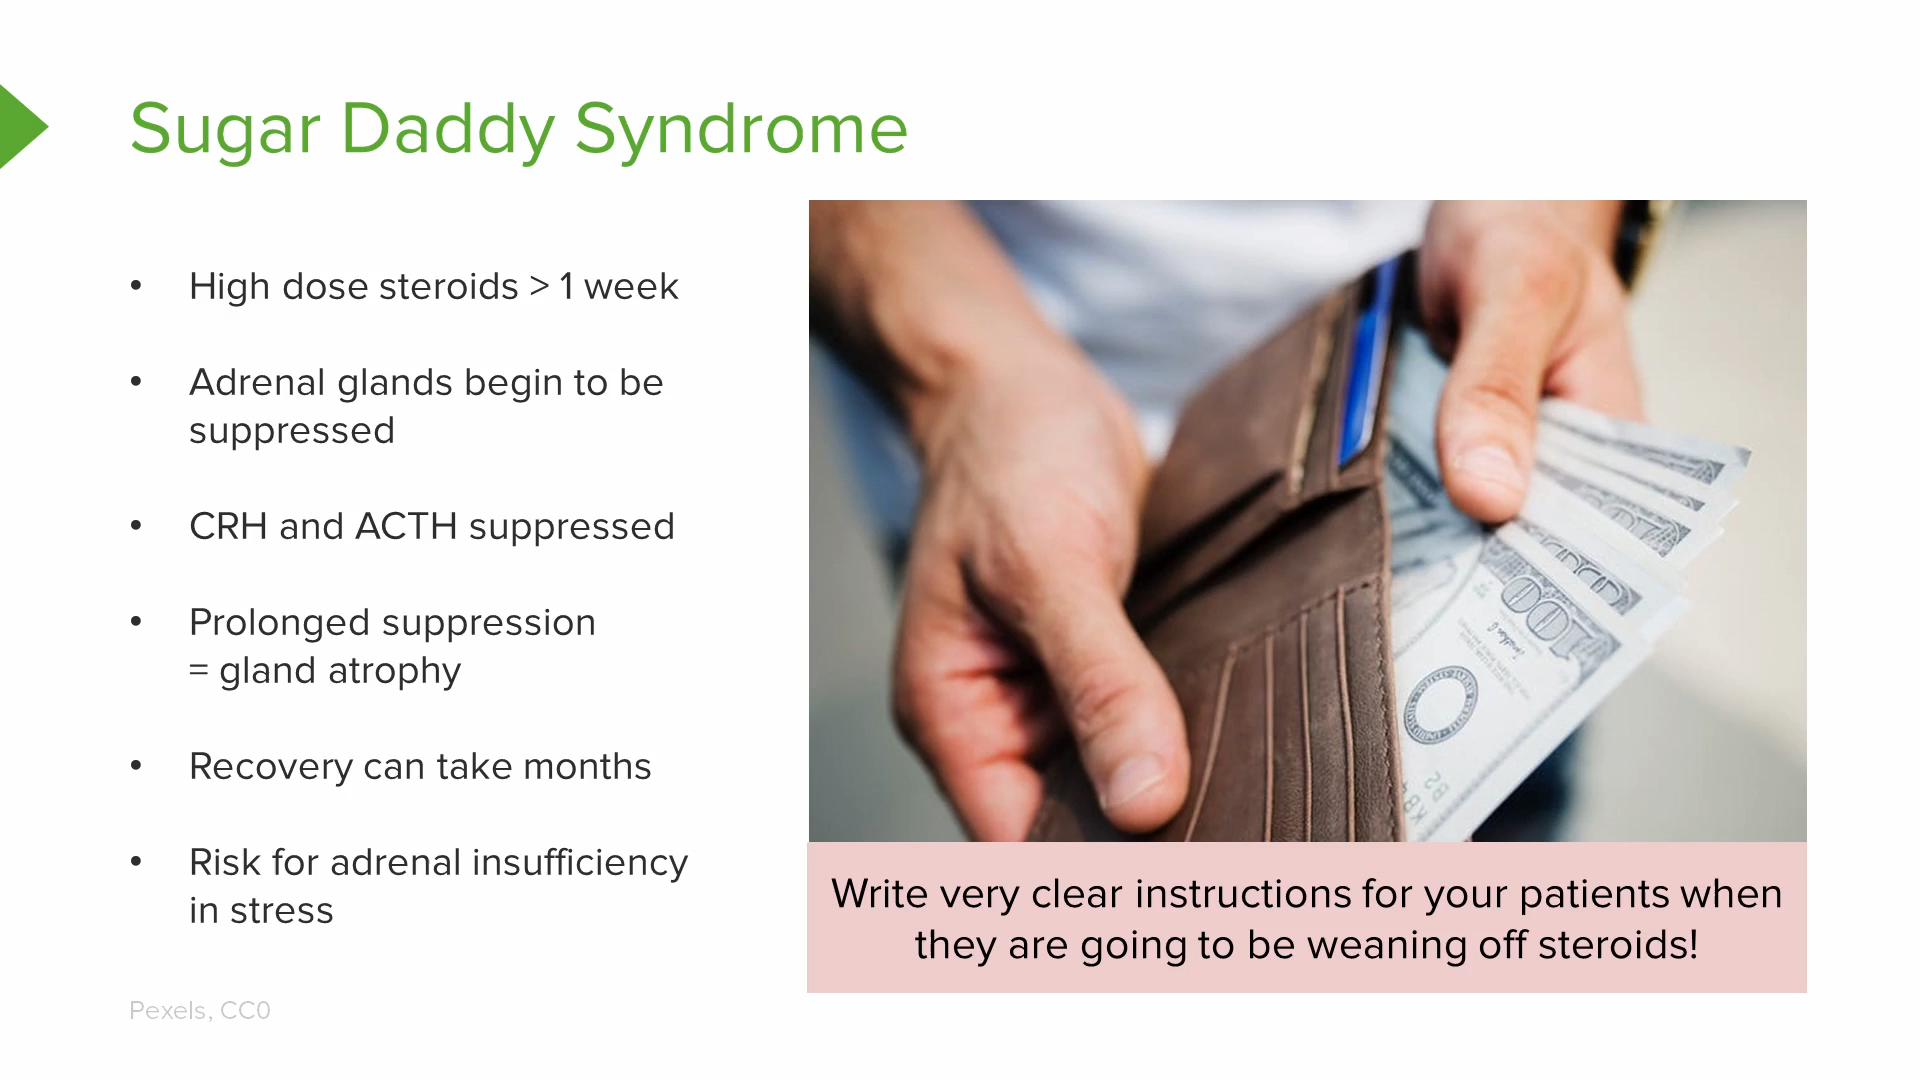 Sugar Daddy Syndrome
• High dose steroids > 1 week
• Adrenal glands begin to be
suppressed
• CRH and ACTH suppressed
• Prolonged suppression
= gland atrophy
• Recovery can take months
• Risk for adrenal insufficiency
in stress
100
Write very clear instructions for your patients when
they are going to be weaning off steroids!
Pexels, CC0